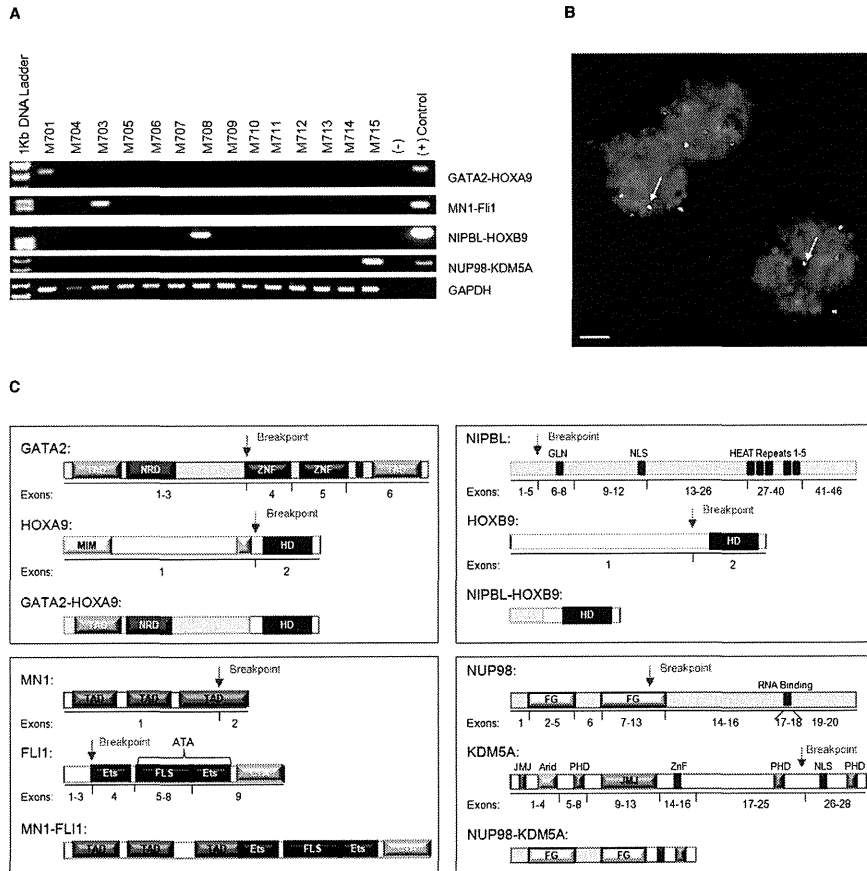 A
B
1Kb DNA Ladder
M701
M704
M703
M705
M706
M707
M708
M709
M710
M711
M712
M713
M714
M715
(-)
(+) Control
GATA2-HOXA9
MN1-Fli1
NIPBL-HOXB9
NUP98-KDM5A
GAPDH
C
Breakpoint
GATA2:
TAD NRD ZNF ZNF TAD
Exons: 1-3 4 5 6
HOXA9:
Breakpoint
MIM HD
Exons: 1 2
GATA2-HOXA9:
TAD NRD HD
Breakpoint
NIPBL:
GLN NLS HEAT Repeats 1-5
Exons: 1-5 6-8 9-12 13-26 27-40 41-46
HOXB9:
Breakpoint
HD
Exons: 1 2
NIPBL-HOXB9:
HD
MN1:
Breakpoint
TAD TAD TAD
Exons: 1 2
FLI1:
Breakpoint
ATA
Ets FLS Ets
Exons: 1-3 4 5-8 9
MN1-FLI1:
TAD TAD TAD Ets FLS Ets
NUP98:
Breakpoint
RNA Binding
FG FG
Exons: 1 2-5 6 7-13 14-16 17-18 19-20
KDM5A:
Breakpoint
JMJ Arid PHD ZnF PHD NLS PHD
JMJ
Exons: 1-4 5-8 9-13 14-16 17-25 26-28
NUP98-KDM5A:
FG FG